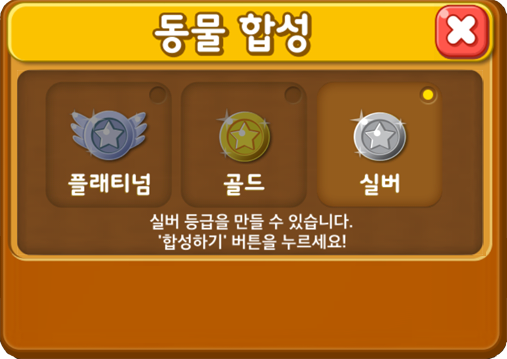 동물 합성
플래티넘
골드
실버
실버 등급을 만들 수 있습니다.
'합성하기' 버튼을 누르세요!